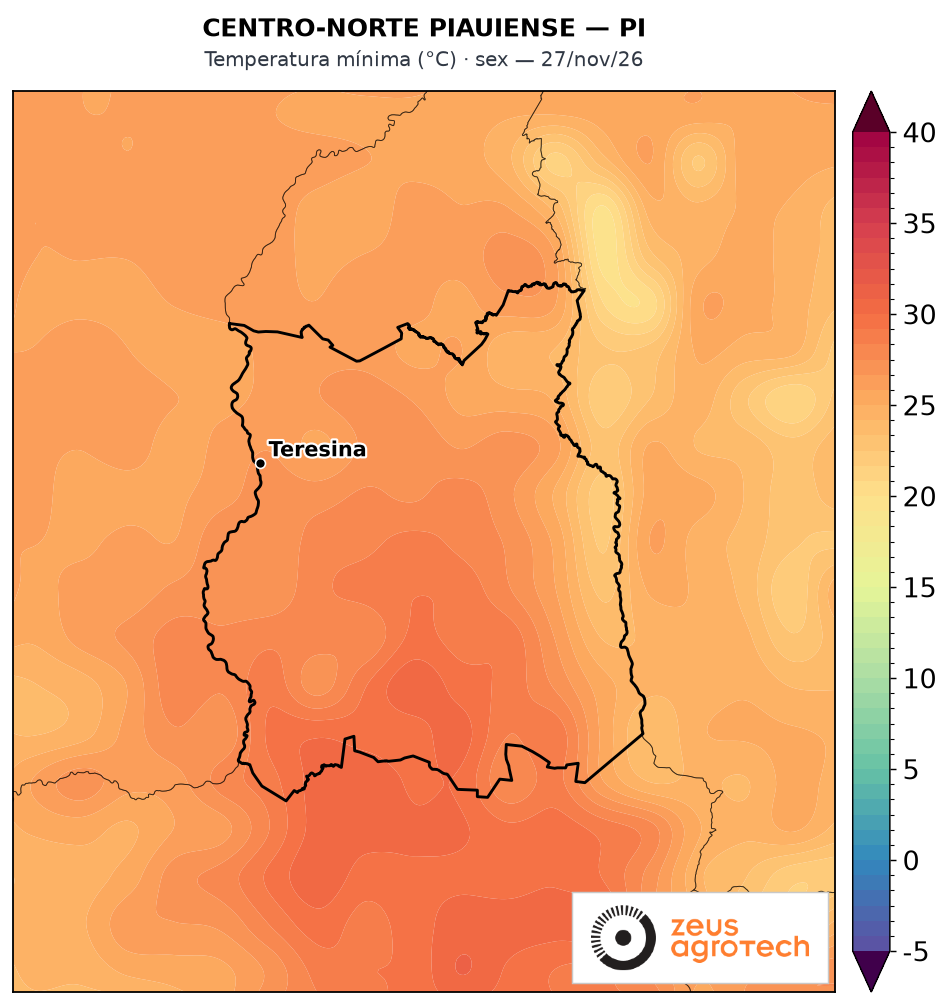 CENTRO-NORTE PIAUIENSE — PI
Temperatura mínima (°C) · sex — 27/nov/26
Teresina
40
35
30
25
20
15
10
5
0
-5
zeus
agrotech